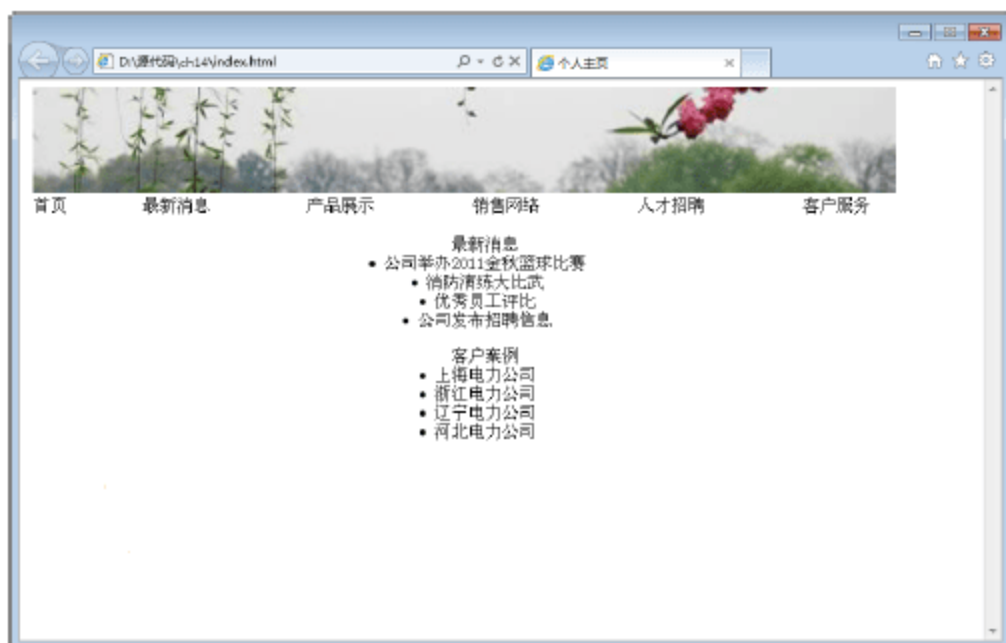 D:\源代码\ch14\index.html
个人主页
首页 最新消息 产品展示 销售网络 人才招聘 客户服务
最新消息
• 公司举办2011金秋篮球比赛
• 消防演练大比武
• 优秀员工评比
• 公司发布招聘信息
客户案例
• 上海电力公司
• 浙江电力公司
• 辽宁电力公司
• 河北电力公司